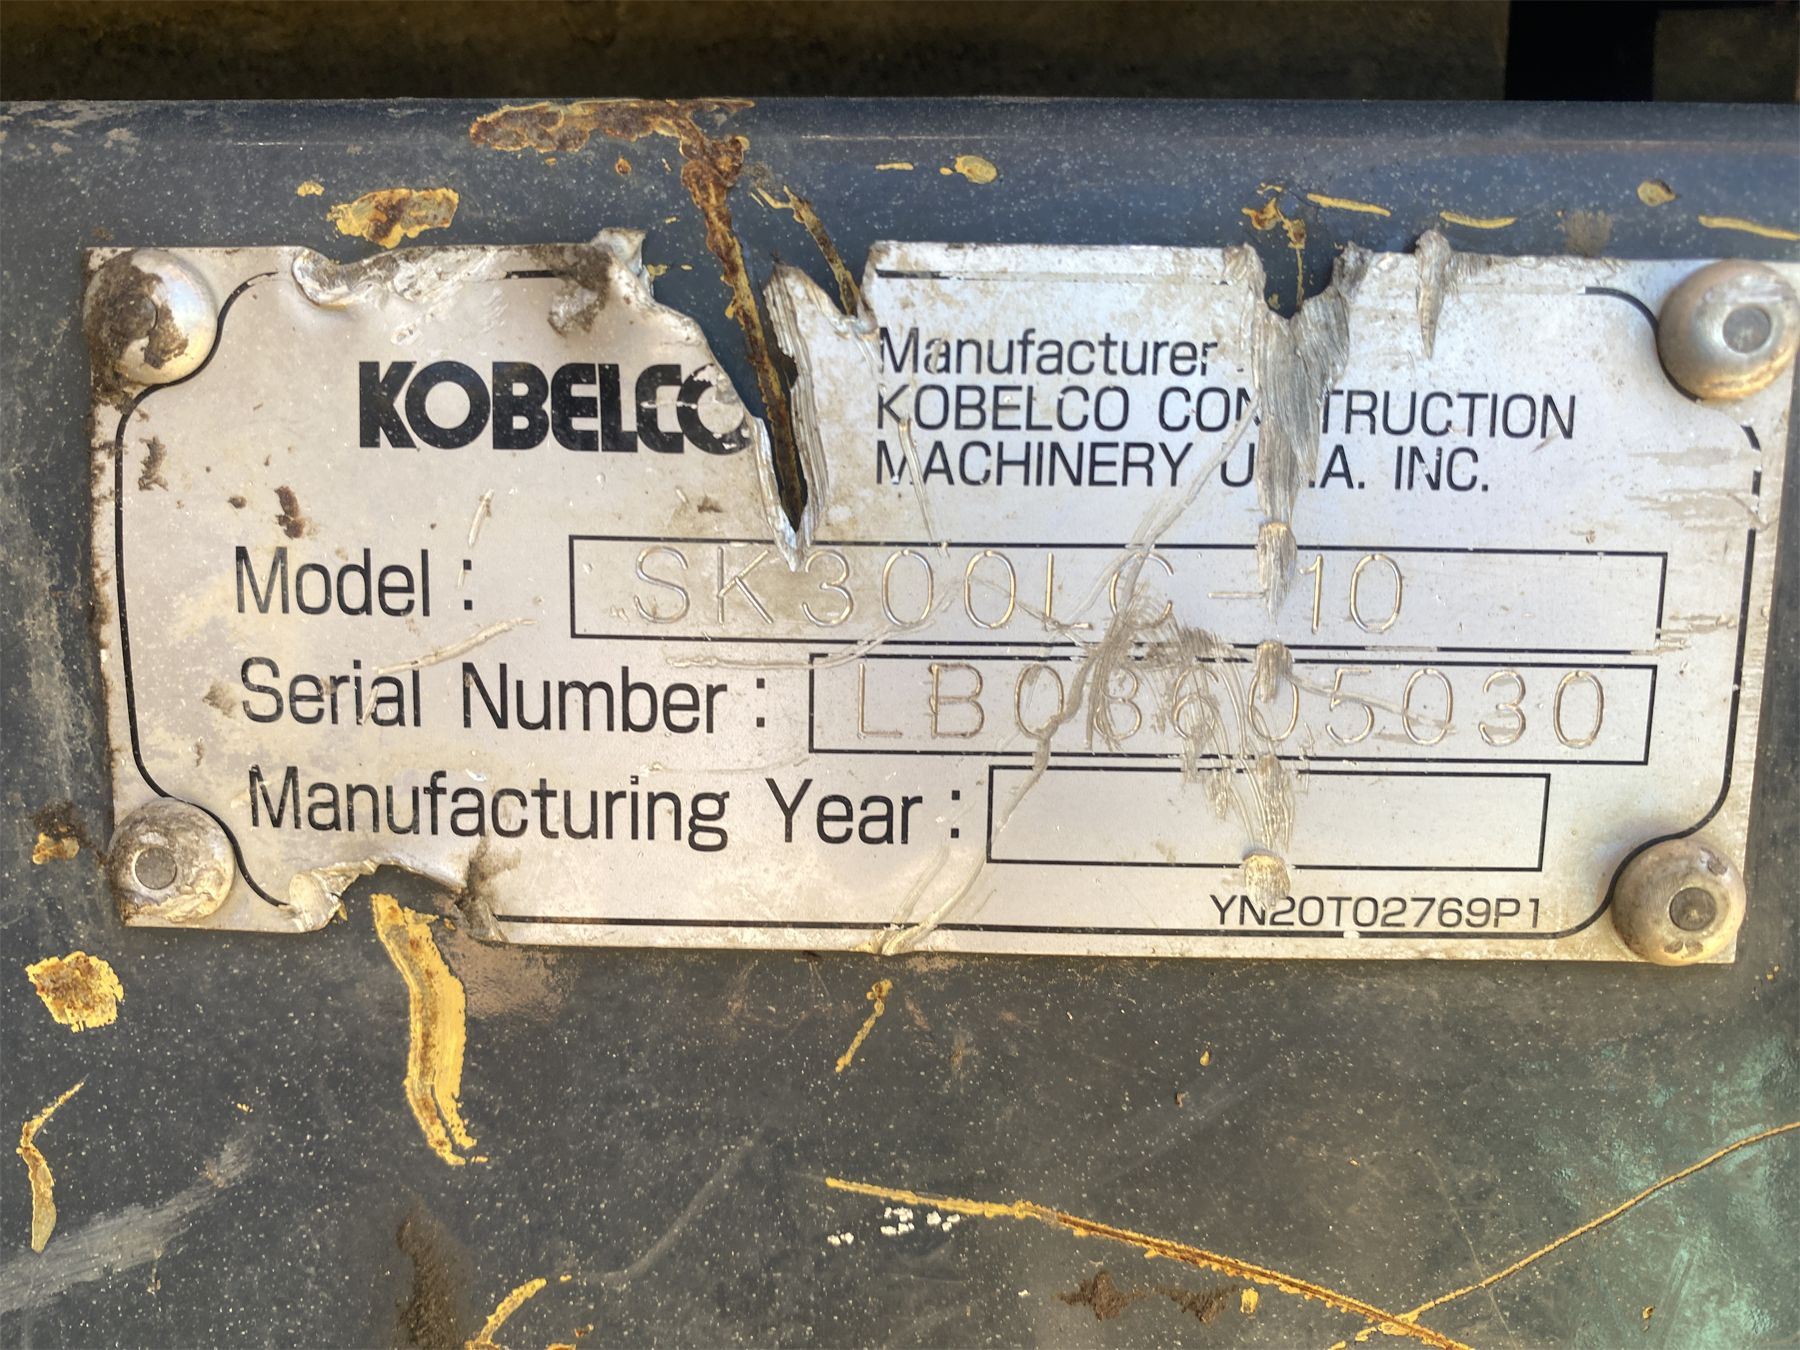 KOBELCO
Manufacturer :
KOBELCO CONSTRUCTION
MACHINERY U.S.A. INC.
Model : SK300LC-10
Serial Number : LB08605030
Manufacturing Year :
YN20T02769P1